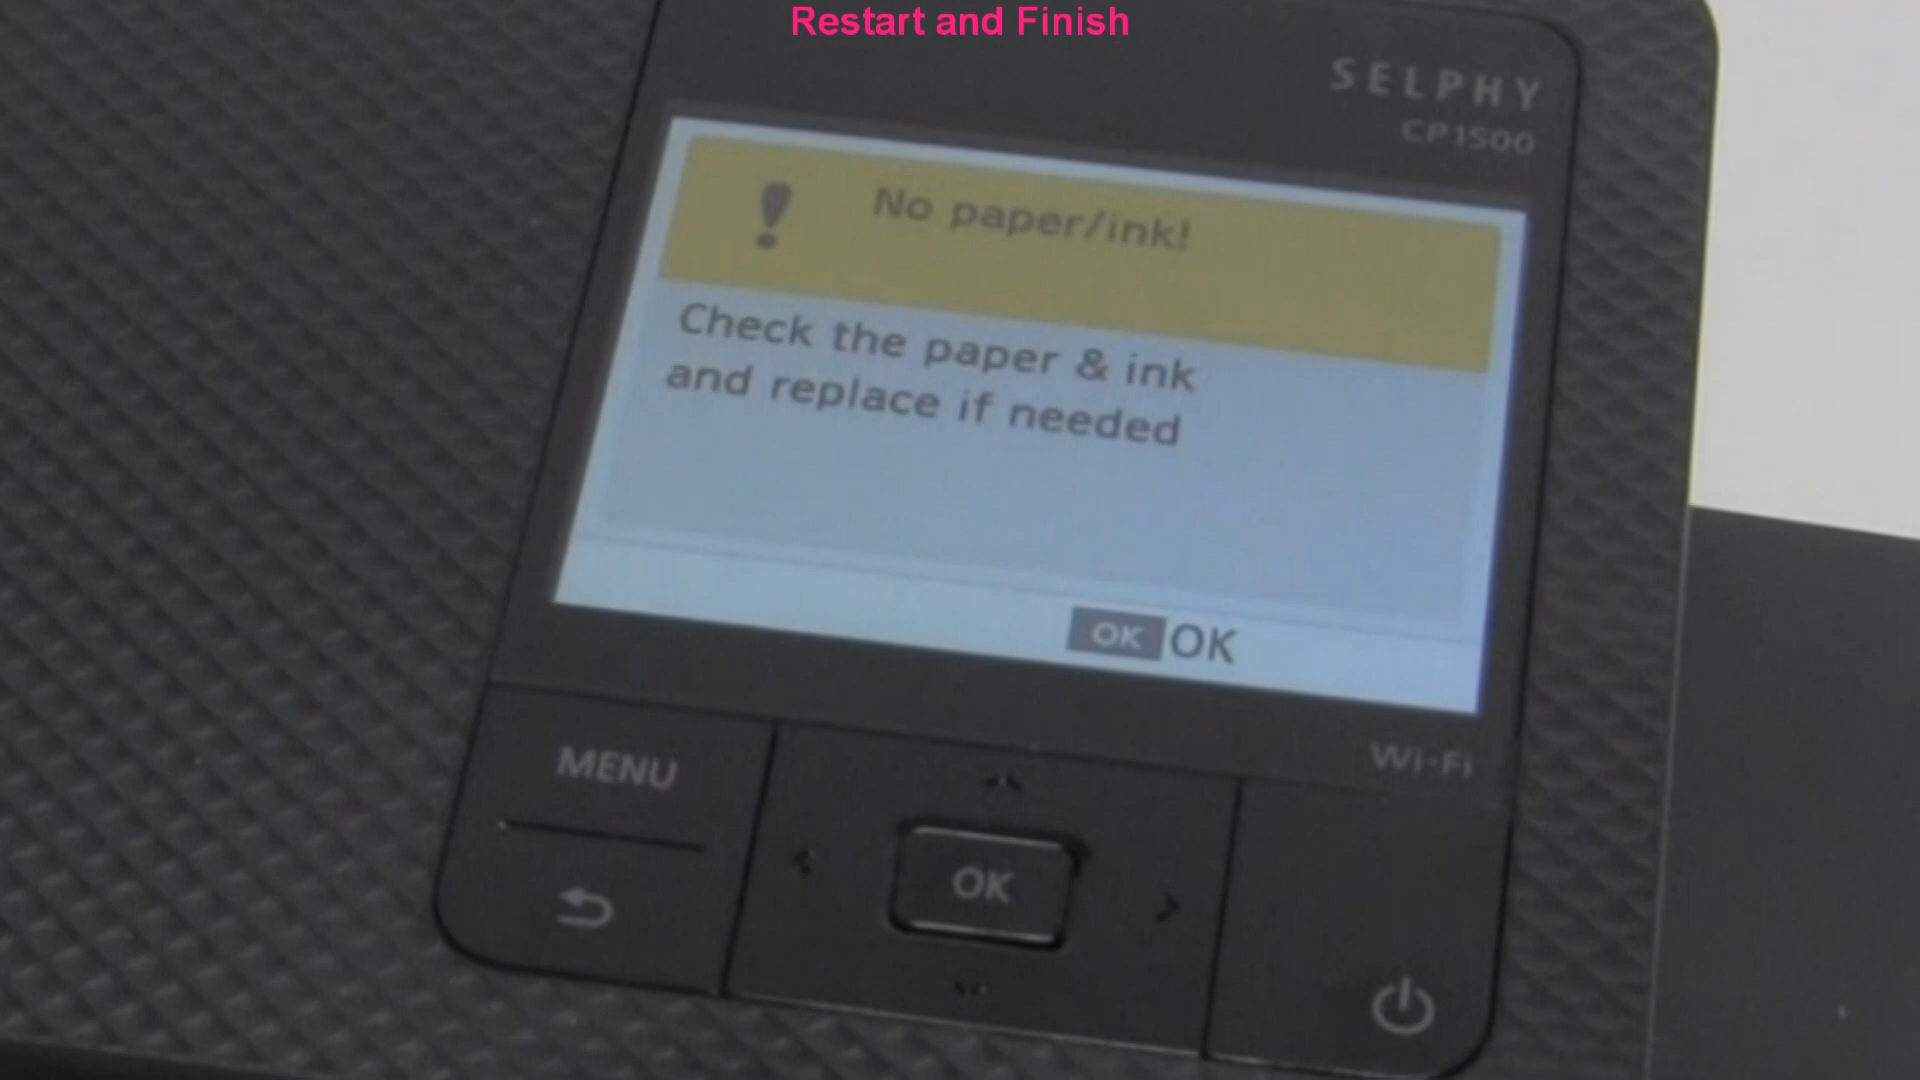 Restart and Finish
SELPHY
CP1500
No paper/ink!
Check the paper & ink
and replace if needed
OK OK
Wi-Fi
MENU
OK